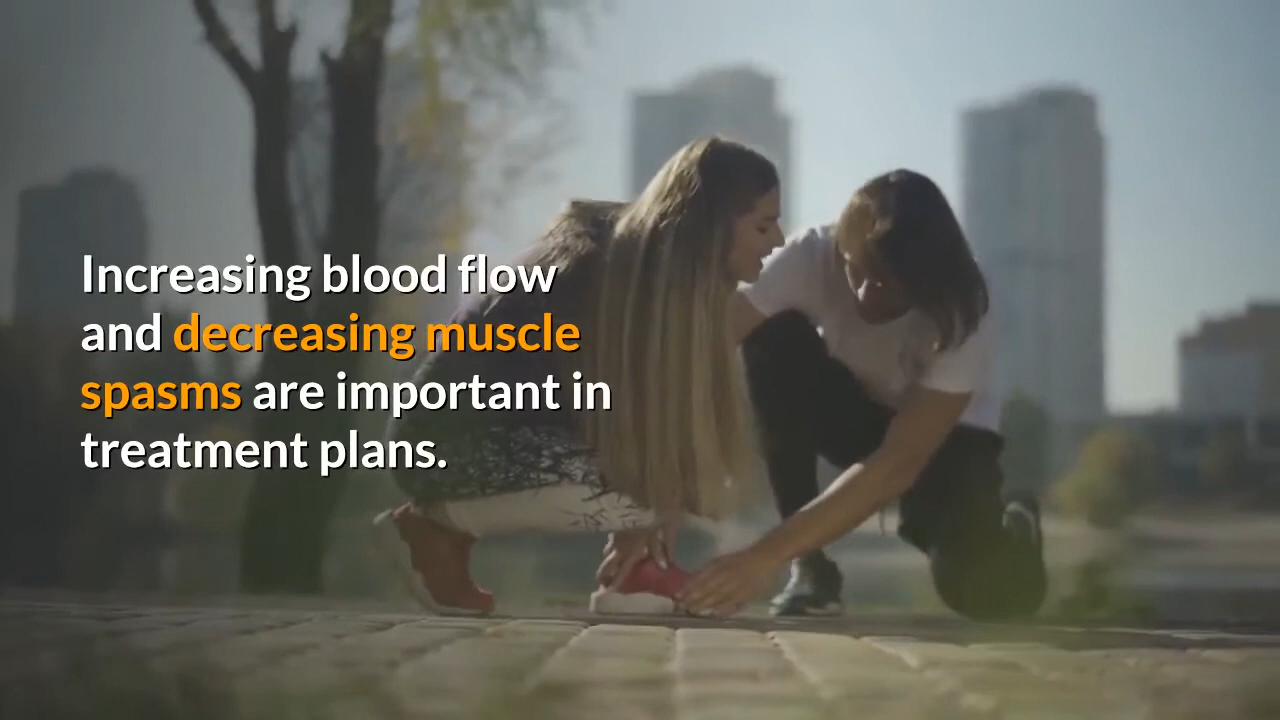 Increasing blood flow
and decreasing muscle
spasms are important in
treatment plans.